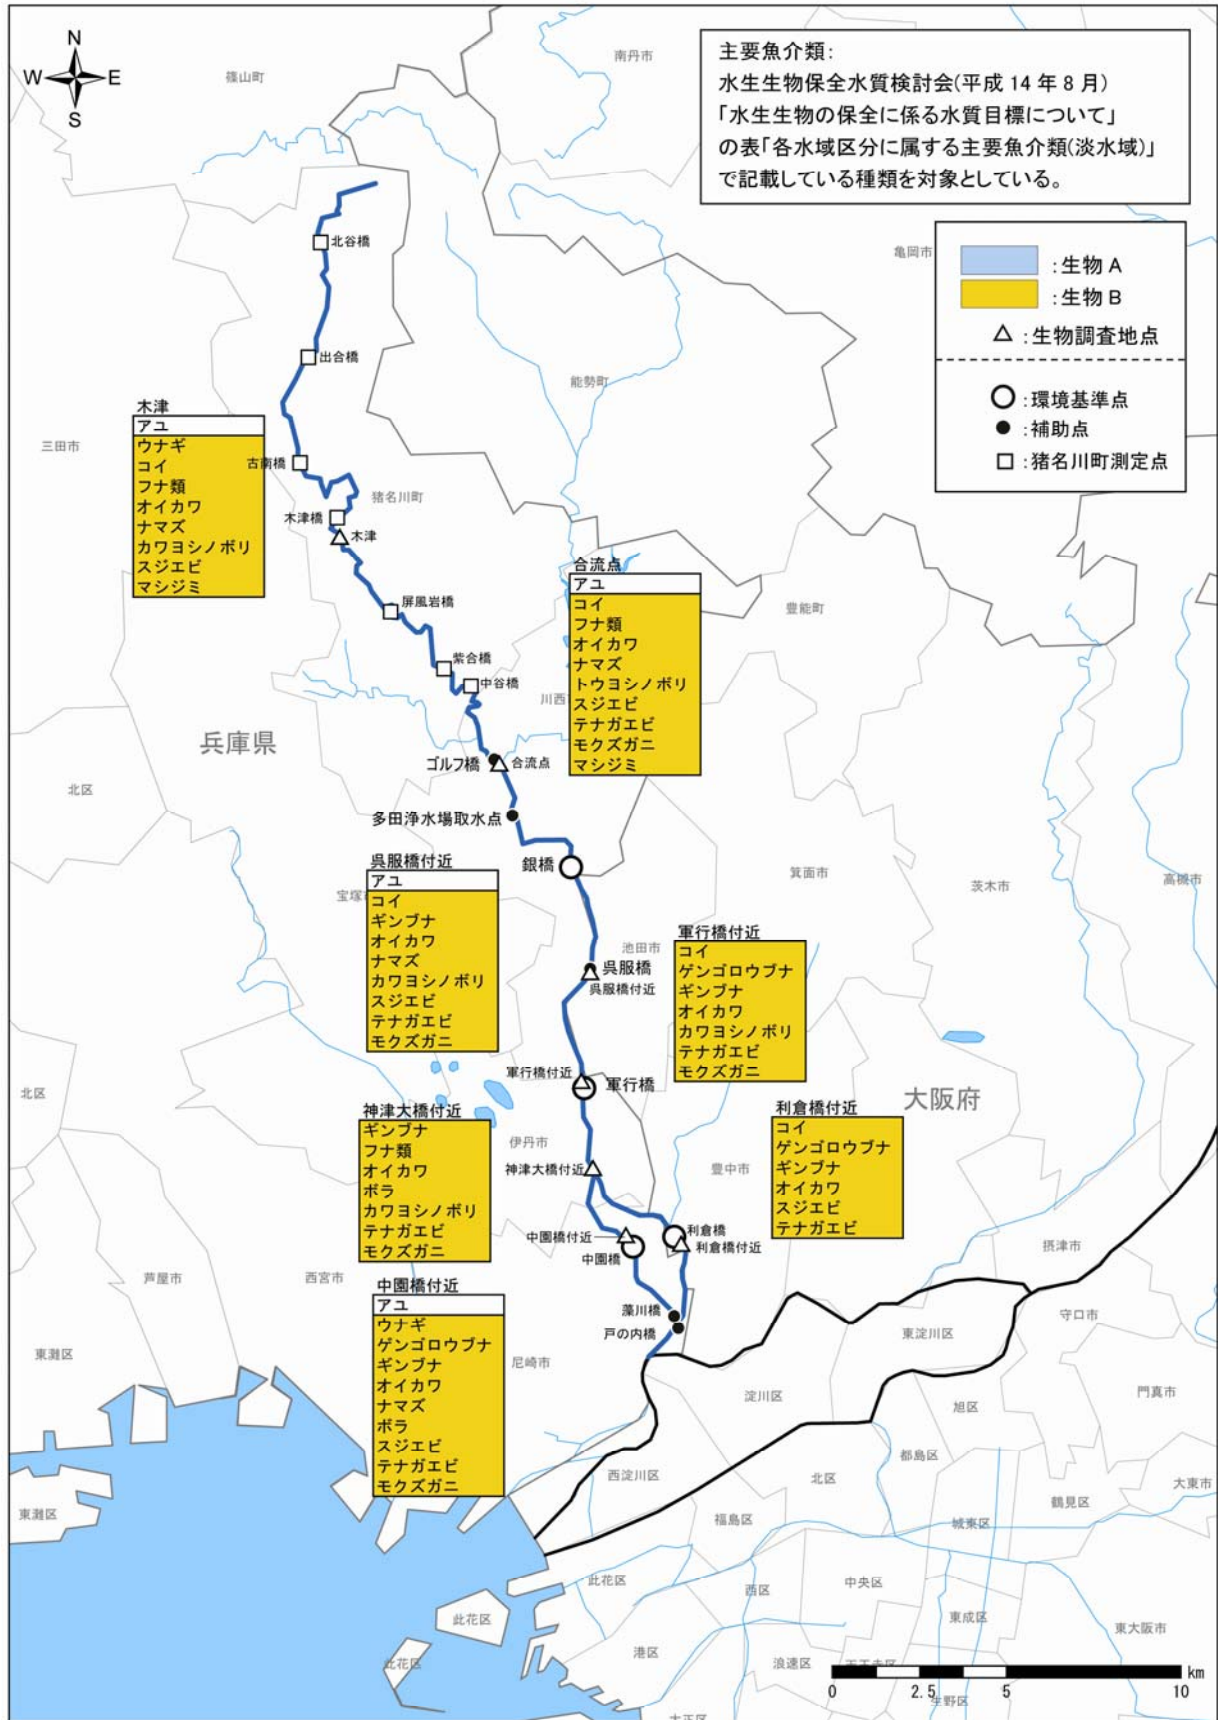 N
W
E
S
篠山町
南丹市
主要魚介類:
水生生物保全水質検討会(平成 14 年 8 月)
「水生生物の保全に係る水質目標について」
の表「各水域区分に属する主要魚介類(淡水域)」
で記載している種類を対象としている。
亀岡市
:生物 A
:生物 B
:生物調査地点
:環境基準点
:補助点
:猪名川町測定点
北谷橋
出合橋
能勢町
三田市
木津
アユ
ウナギ
コイ
フナ類
オイカワ
ナマズ
カワヨシノボリ
スジエビ
マシジミ
古南橋
猪名川町
木津橋
木津
屏風岩橋
紫合橋
中谷橋
合流点
アユ
コイ
フナ類
オイカワ
ナマズ
トウヨシノボリ
スジエビ
テナガエビ
モクズガニ
マシジミ
豊能町
川西
兵庫県
北区
ゴルフ橋
合流点
多田浄水場取水点
銀橋
箕面市
茨木市
高槻市
呉服橋付近
アユ
コイ
ギンブナ
オイカワ
ナマズ
カワヨシノボリ
スジエビ
テナガエビ
モクズガニ
宝塚
池田市
呉服橋
呉服橋付近
軍行橋付近
コイ
ゲンゴロウブナ
ギンブナ
オイカワ
カワヨシノボリ
テナガエビ
モクズガニ
北区
軍行橋付近
軍行橋
大阪府
神津大橋付近
ギンブナ
フナ類
オイカワ
ボラ
カワヨシノボリ
テナガエビ
モクズガニ
伊丹市
神津大橋付近
豊中市
利倉橋付近
コイ
ゲンゴロウブナ
ギンブナ
オイカワ
スジエビ
テナガエビ
中園橋付近
中園橋
利倉橋
利倉橋付近
摂津市
芦屋市
西宮市
中園橋付近
アユ
ウナギ
ゲンゴロウブナ
ギンブナ
オイカワ
ナマズ
ボラ
スジエビ
テナガエビ
モクズガニ
藻川橋
戸の内橋
守口市
東淀川区
東灘区
尼崎市
淀川区
旭区
門真市
都島区
西淀川区
北区
大東市
東灘区
福島区
城東区
鶴見区
此花区
西区
中央区
東成区
東大阪市
此花区
港区
浪速区
天王寺区
此花区
km
0
2.5
5
10
生野区
大正区